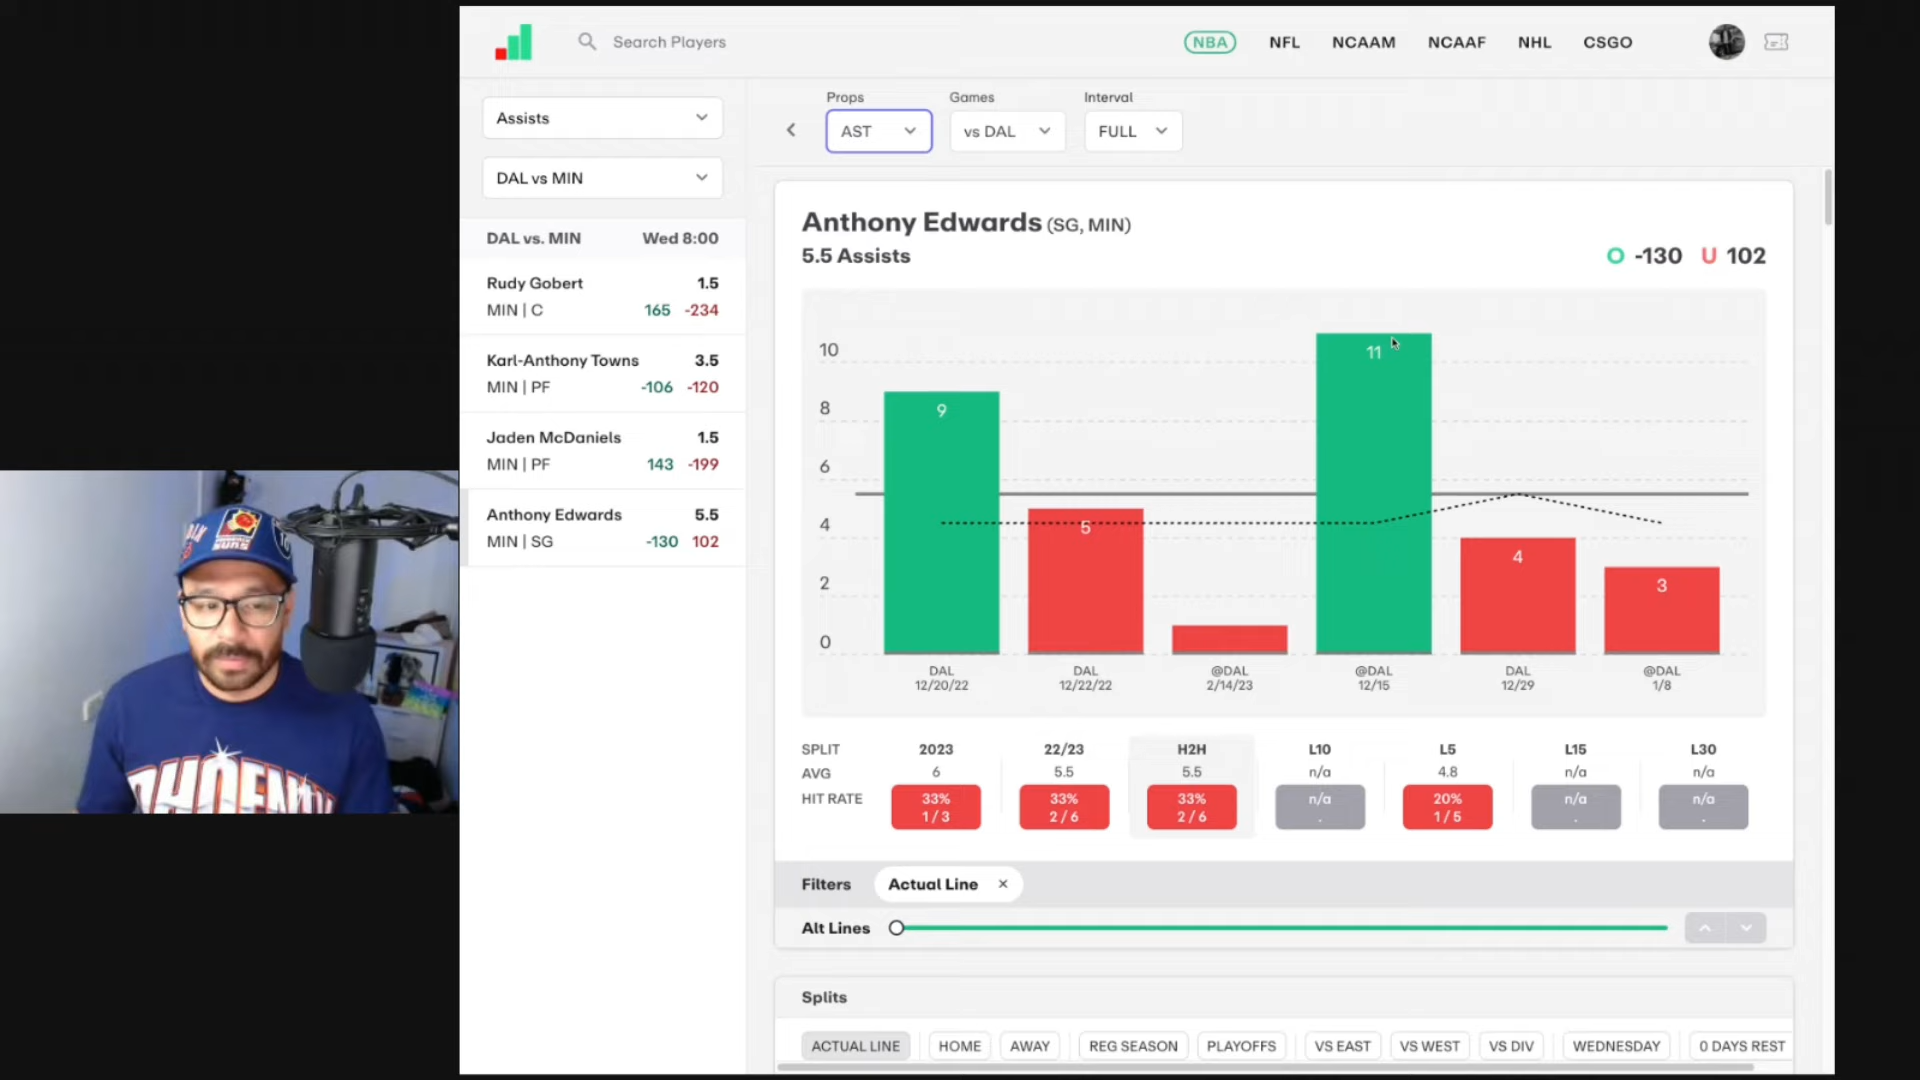 Search Players
NBA NFL NCAAM NCAAF NHL CSGO
Assists
DAL vs MIN
DAL vs. MIN Wed 8:00
Rudy Gobert 1.5
MIN | C 165 -234
Karl-Anthony Towns 3.5
MIN | PF -106 -120
Jaden McDaniels 1.5
MIN | PF 143 -199
Anthony Edwards 5.5
MIN | SG -130 102
Props Games Interval
AST vs DAL FULL
Anthony Edwards (SG, MIN)
5.5 Assists O -130 U 102
10
8
6
4
2
0
9
5
11
4
3
DAL DAL @DAL @DAL DAL @DAL
12/20/22 12/22/22 2/14/23 12/15 12/29 1/8
SPLIT 2023 22/23 H2H L10 L5 L15 L30
AVG 6 5.5 5.5 n/a 4.8 n/a n/a
HIT RATE 33% 33% 33% n/a 20% n/a n/a
1 / 3 2 / 6 2 / 6 . 1 / 5 . .
Filters Actual Line ×
Alt Lines
Splits
ACTUAL LINE HOME AWAY REG SEASON PLAYOFFS VS EAST VS WEST VS DIV WEDNESDAY 0 DAYS REST
SUNS
PHOENIX